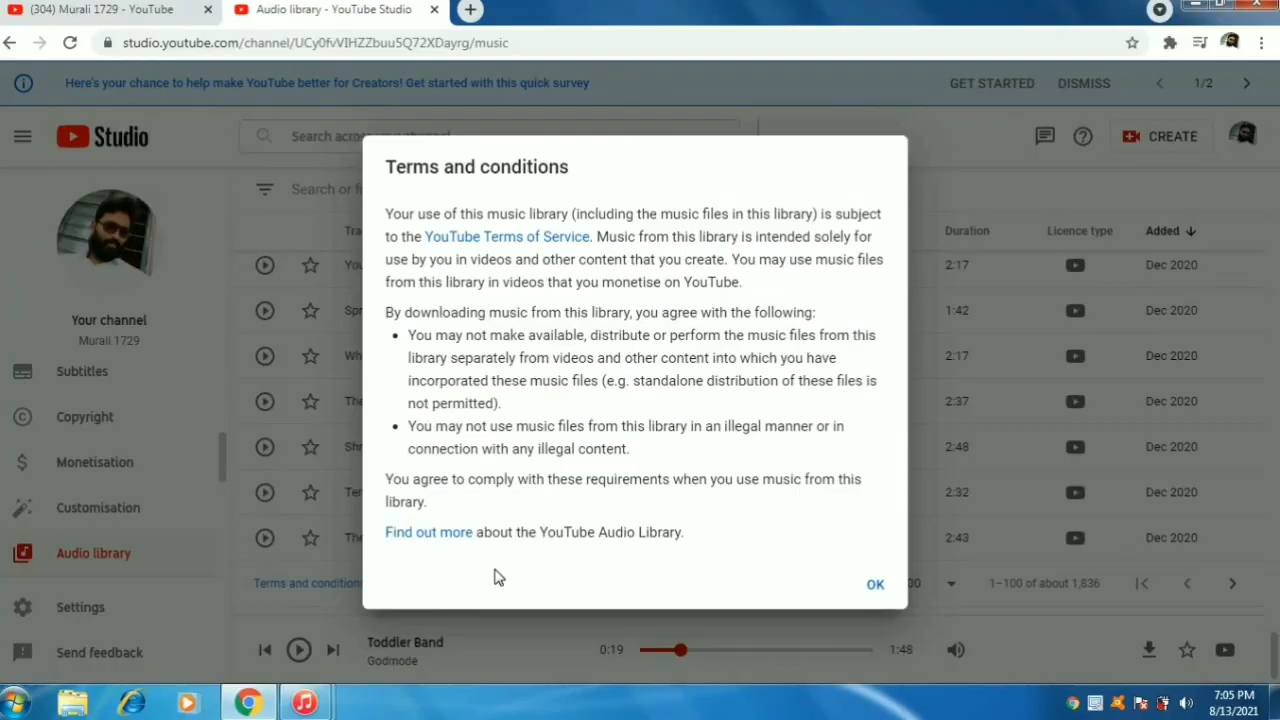 (304) Murali 1729 - YouTube
Audio library - YouTube Studio
studio.youtube.com/channel/UCy0fvVIHZZbuu5Q72XDayrg/music
Here's your chance to help make YouTube better for Creators! Get started with this quick survey
GET STARTED
DISMISS
1/2
Studio
Search across my channel
CREATE
Terms and conditions
Your use of this music library (including the music files in this library) is subject
to the YouTube Terms of Service. Music from this library is intended solely for
use by you in videos and other content that you create. You may use music files
from this library in videos that you monetise on YouTube.
By downloading music from this library, you agree with the following:
• You may not make available, distribute or perform the music files from this
library separately from videos and other content into which you have
incorporated these music files (e.g. standalone distribution of these files is
not permitted).
• You may not use music files from this library in an illegal manner or in
connection with any illegal content.
You agree to comply with these requirements when you use music from this
library.
Find out more about the YouTube Audio Library.
OK
Your channel
Murali 1729
Subtitles
Copyright
Monetisation
Customisation
Audio library
Settings
Send feedback
Search or
Duration
Licence type
Added
2:17
Dec 2020
1:42
Dec 2020
2:17
Dec 2020
2:37
Dec 2020
2:48
Dec 2020
2:32
Dec 2020
2:43
Dec 2020
Terms and condition
1–100 of about 1,836
Toddler Band
Godmode
0:19
1:48
7:05 PM
8/13/2021